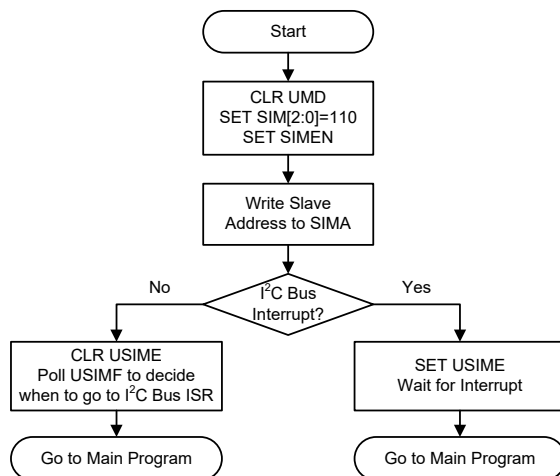 Start
CLR UMD
SET SIM[2:0]=110
SET SIMEN
Write Slave
Address to SIMA
I²C Bus
Interrupt?
No
Yes
CLR USIME
Poll USIMF to decide
when to go to I²C Bus ISR
SET USIME
Wait for Interrupt
Go to Main Program
Go to Main Program